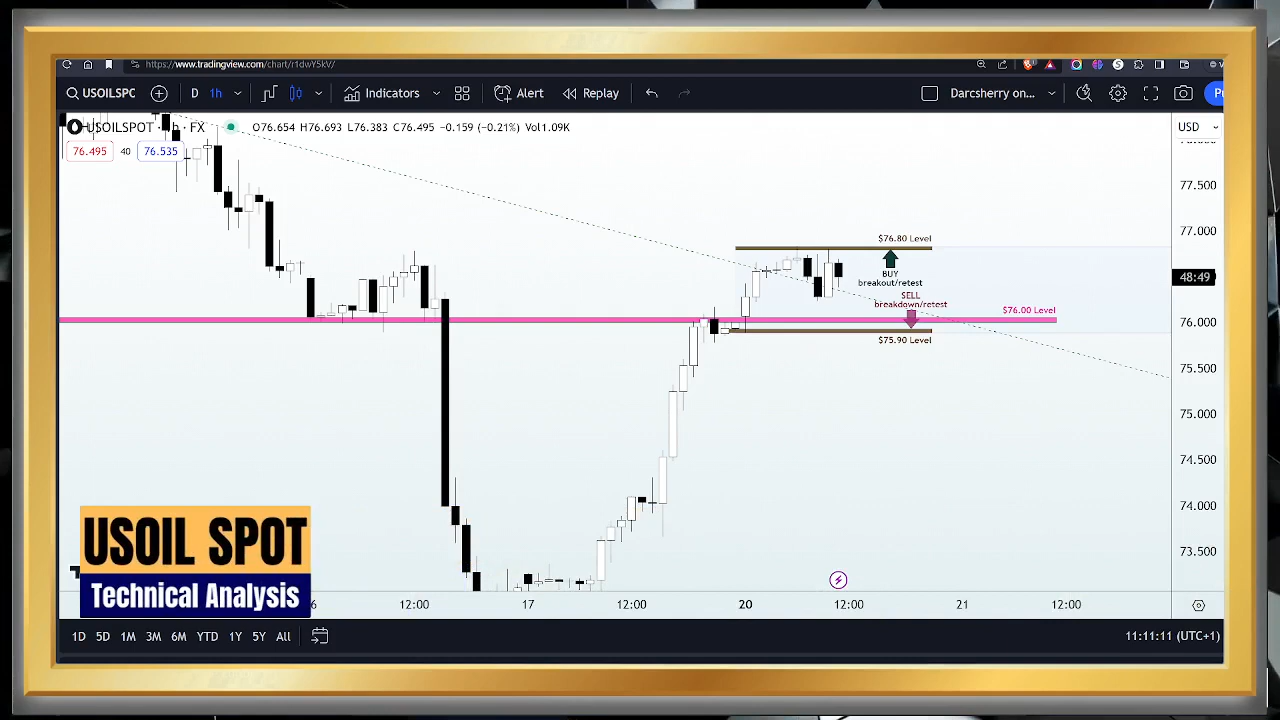 https://www.tradingview.com/chart/r1dwY5kV/
USOILSPC D 1h Indicators Alert Replay Darcsherry on...
USOILSPOT · FX O76.654 H76.693 L76.383 C76.495 −0.159 (−0.21%) Vol1.09K USD
76.495 40 76.535
77.500
77.000
$76.80 Level
BUY
breakout/retest
48:49
SELL
breakdown/retest
$76.00 Level
76.000
$75.90 Level
75.500
75.000
74.500
74.000
73.500
USOIL SPOT
Technical Analysis
12:00 17 12:00 20 12:00 21 12:00
1D 5D 1M 3M 6M YTD 1Y 5Y All 11:11:11 (UTC+1)